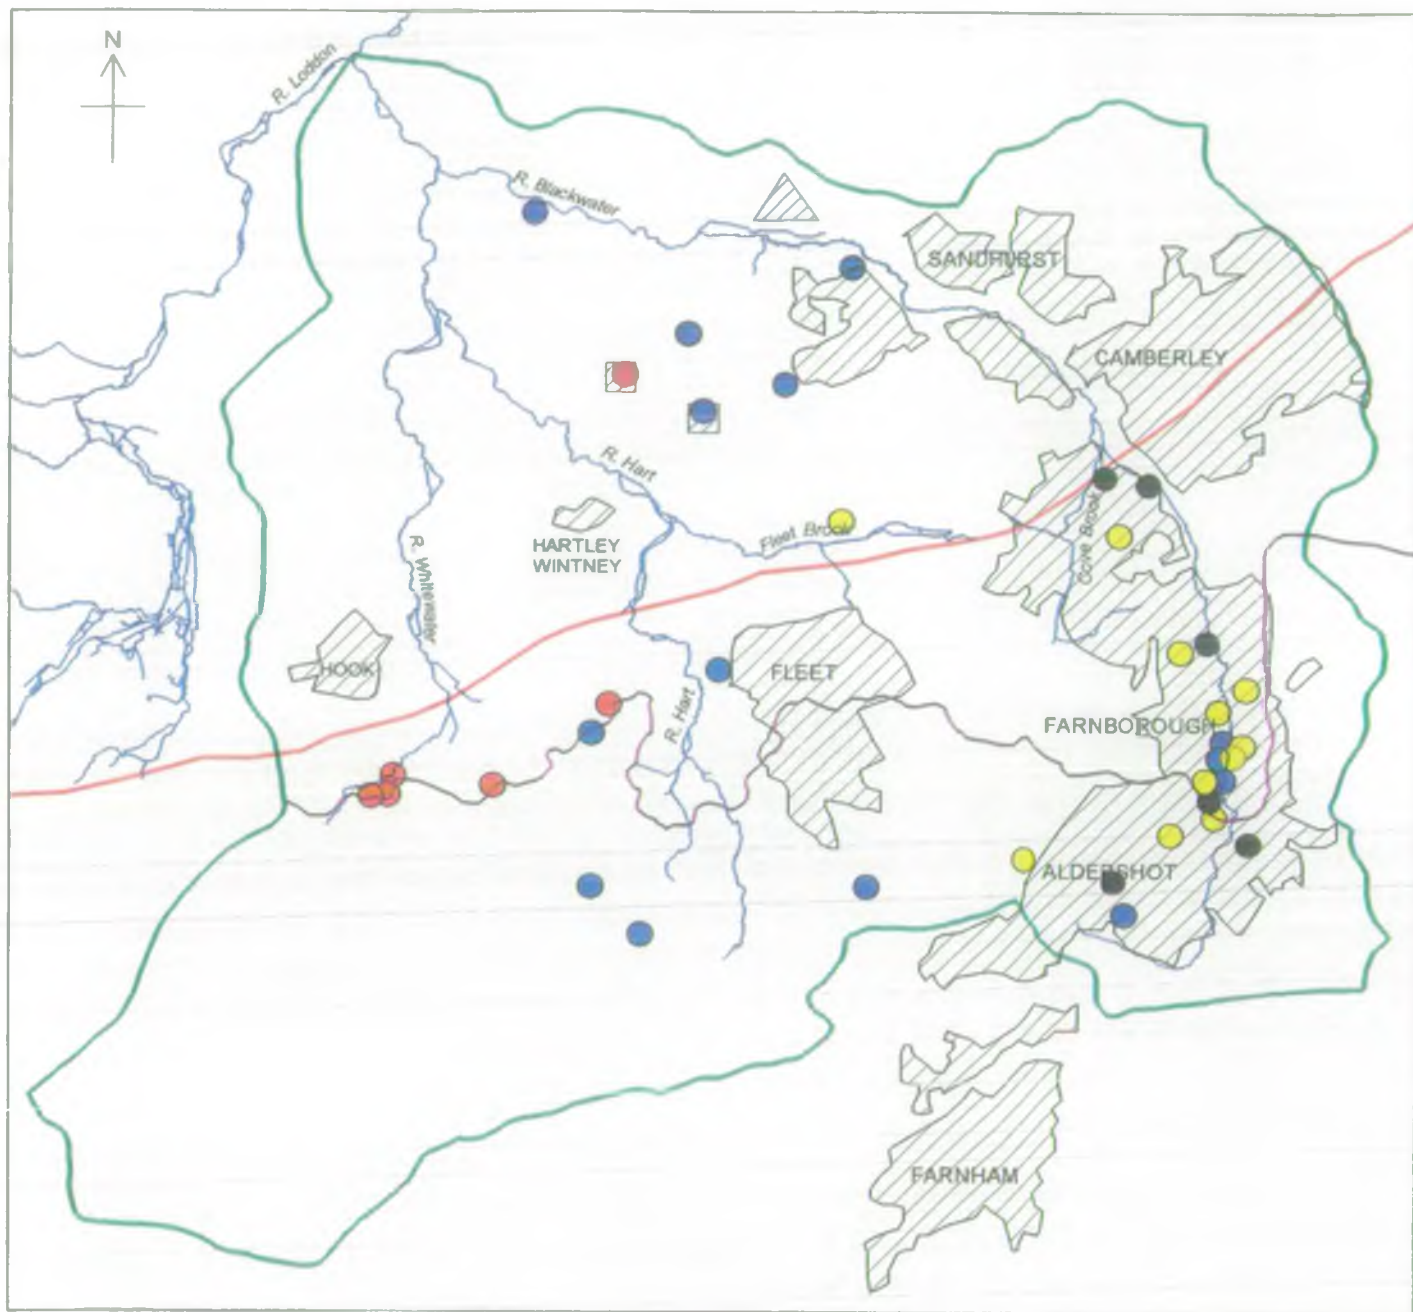 N
R. Loddon
R. Blackwater
SANDHURST
CAMBERLEY
R. Hart
Cove Brook
Fleet Brook
HARTLEY
WINTNEY
R. Whitewater
HOOK
FLEET
R. Hart
FARNBOROUGH
ALDERSHOT
FARNHAM